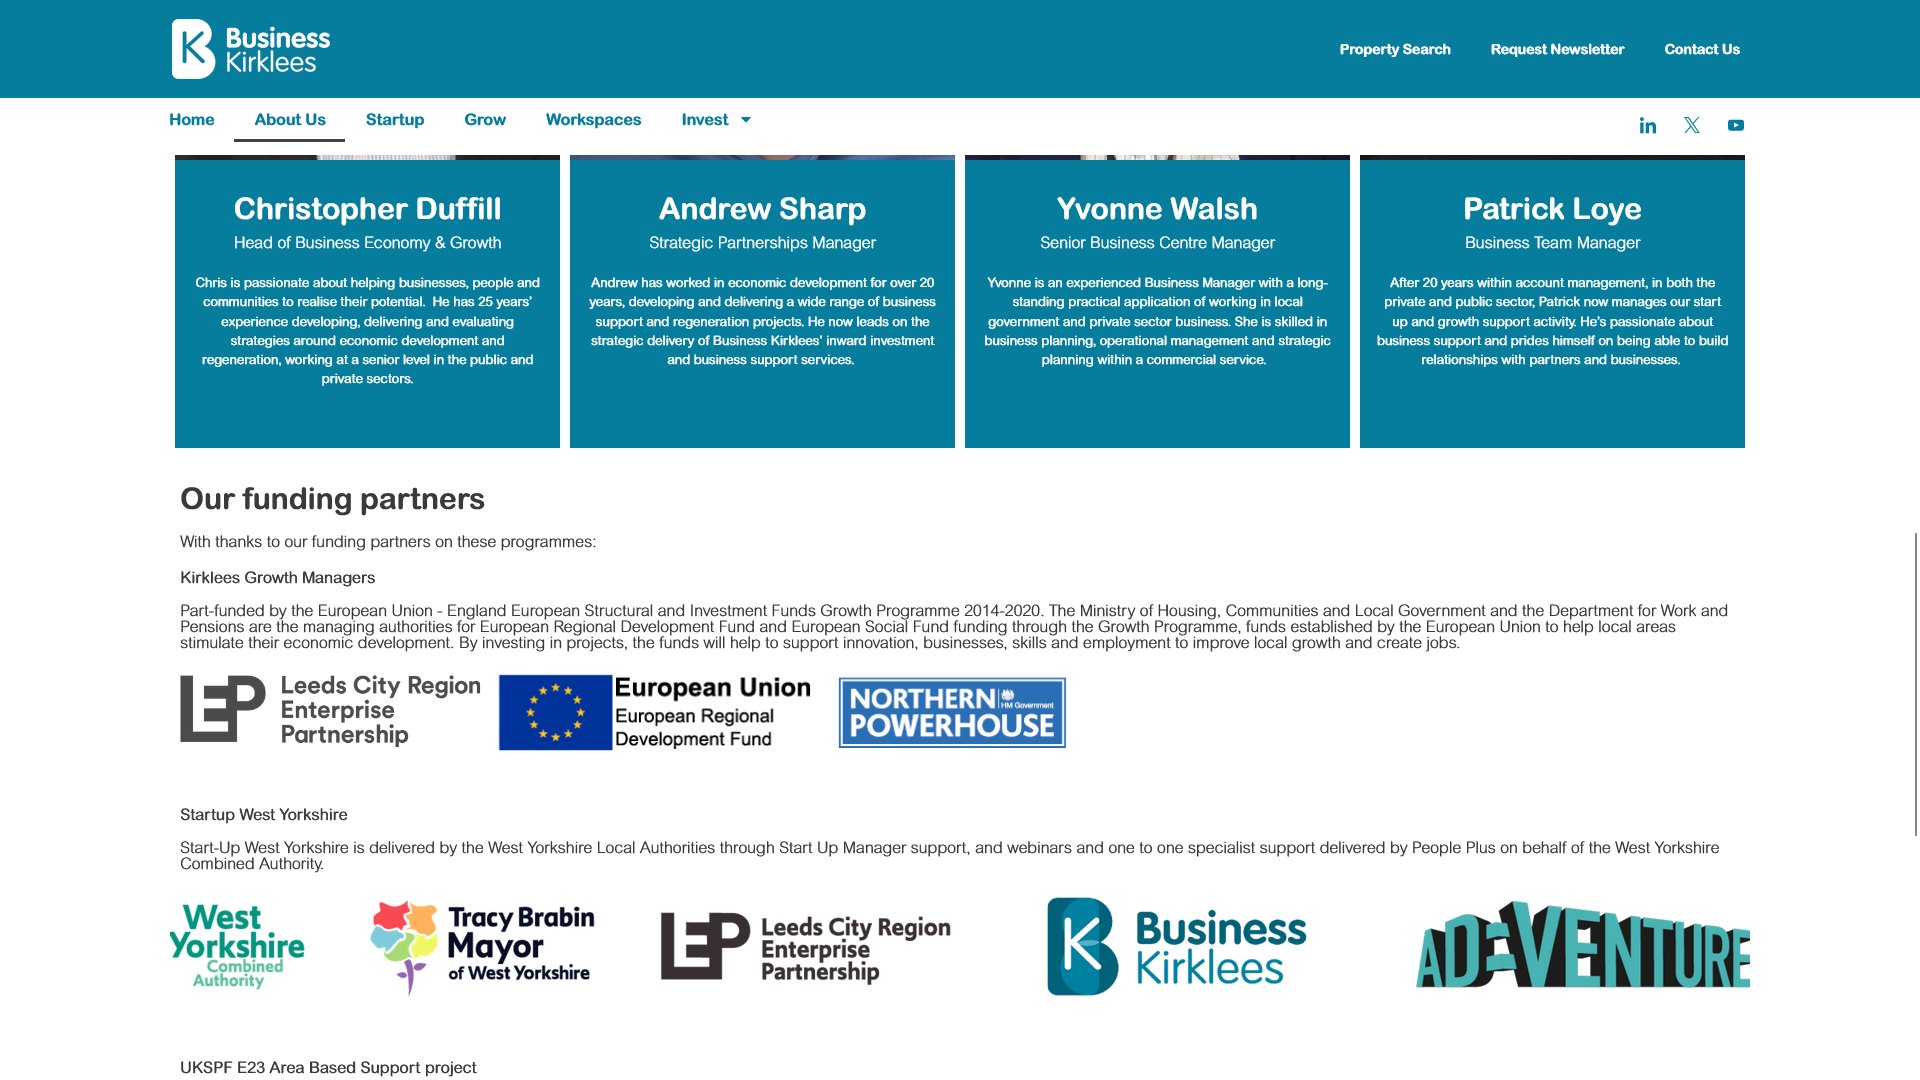 Business
Kirklees
Property Search
Request Newsletter
Contact Us
Home
About Us
Startup
Grow
Workspaces
Invest
Christopher Duffill
Head of Business Economy & Growth
Chris is passionate about helping businesses, people and
communities to realise their potential.  He has 25 years’
experience developing, delivering and evaluating
strategies around economic development and
regeneration, working at a senior level in the public and
private sectors.
Andrew Sharp
Strategic Partnerships Manager
Andrew has worked in economic development for over 20
years, developing and delivering a wide range of business
support and regeneration projects. He now leads on the
strategic delivery of Business Kirklees’ inward investment
and business support services.
Yvonne Walsh
Senior Business Centre Manager
Yvonne is an experienced Business Manager with a long-
standing practical application of working in local
government and private sector business. She is skilled in
business planning, operational management and strategic
planning within a commercial service.
Patrick Loye
Business Team Manager
After 20 years within account management, in both the
private and public sector, Patrick now manages our start
up and growth support activity. He’s passionate about
business support and prides himself on being able to build
relationships with partners and businesses.
Our funding partners
With thanks to our funding partners on these programmes:
Kirklees Growth Managers
Part-funded by the European Union - England European Structural and Investment Funds Growth Programme 2014-2020. The Ministry of Housing, Communities and Local Government and the Department for Work and
Pensions are the managing authorities for European Regional Development Fund and European Social Fund funding through the Growth Programme, funds established by the European Union to help local areas
stimulate their economic development. By investing in projects, the funds will help to support innovation, businesses, skills and employment to improve local growth and create jobs.
LEP
Leeds City Region
Enterprise
Partnership
European Union
European Regional
Development Fund
NORTHERN
HM Government
POWERHOUSE
Startup West Yorkshire
Start-Up West Yorkshire is delivered by the West Yorkshire Local Authorities through Start Up Manager support, and webinars and one to one specialist support delivered by People Plus on behalf of the West Yorkshire
Combined Authority.
West
Yorkshire
Combined
Authority
Tracy Brabin
Mayor
of West Yorkshire
LEP
Leeds City Region
Enterprise
Partnership
Business
Kirklees
AD:VENTURE
UKSPF E23 Area Based Support project